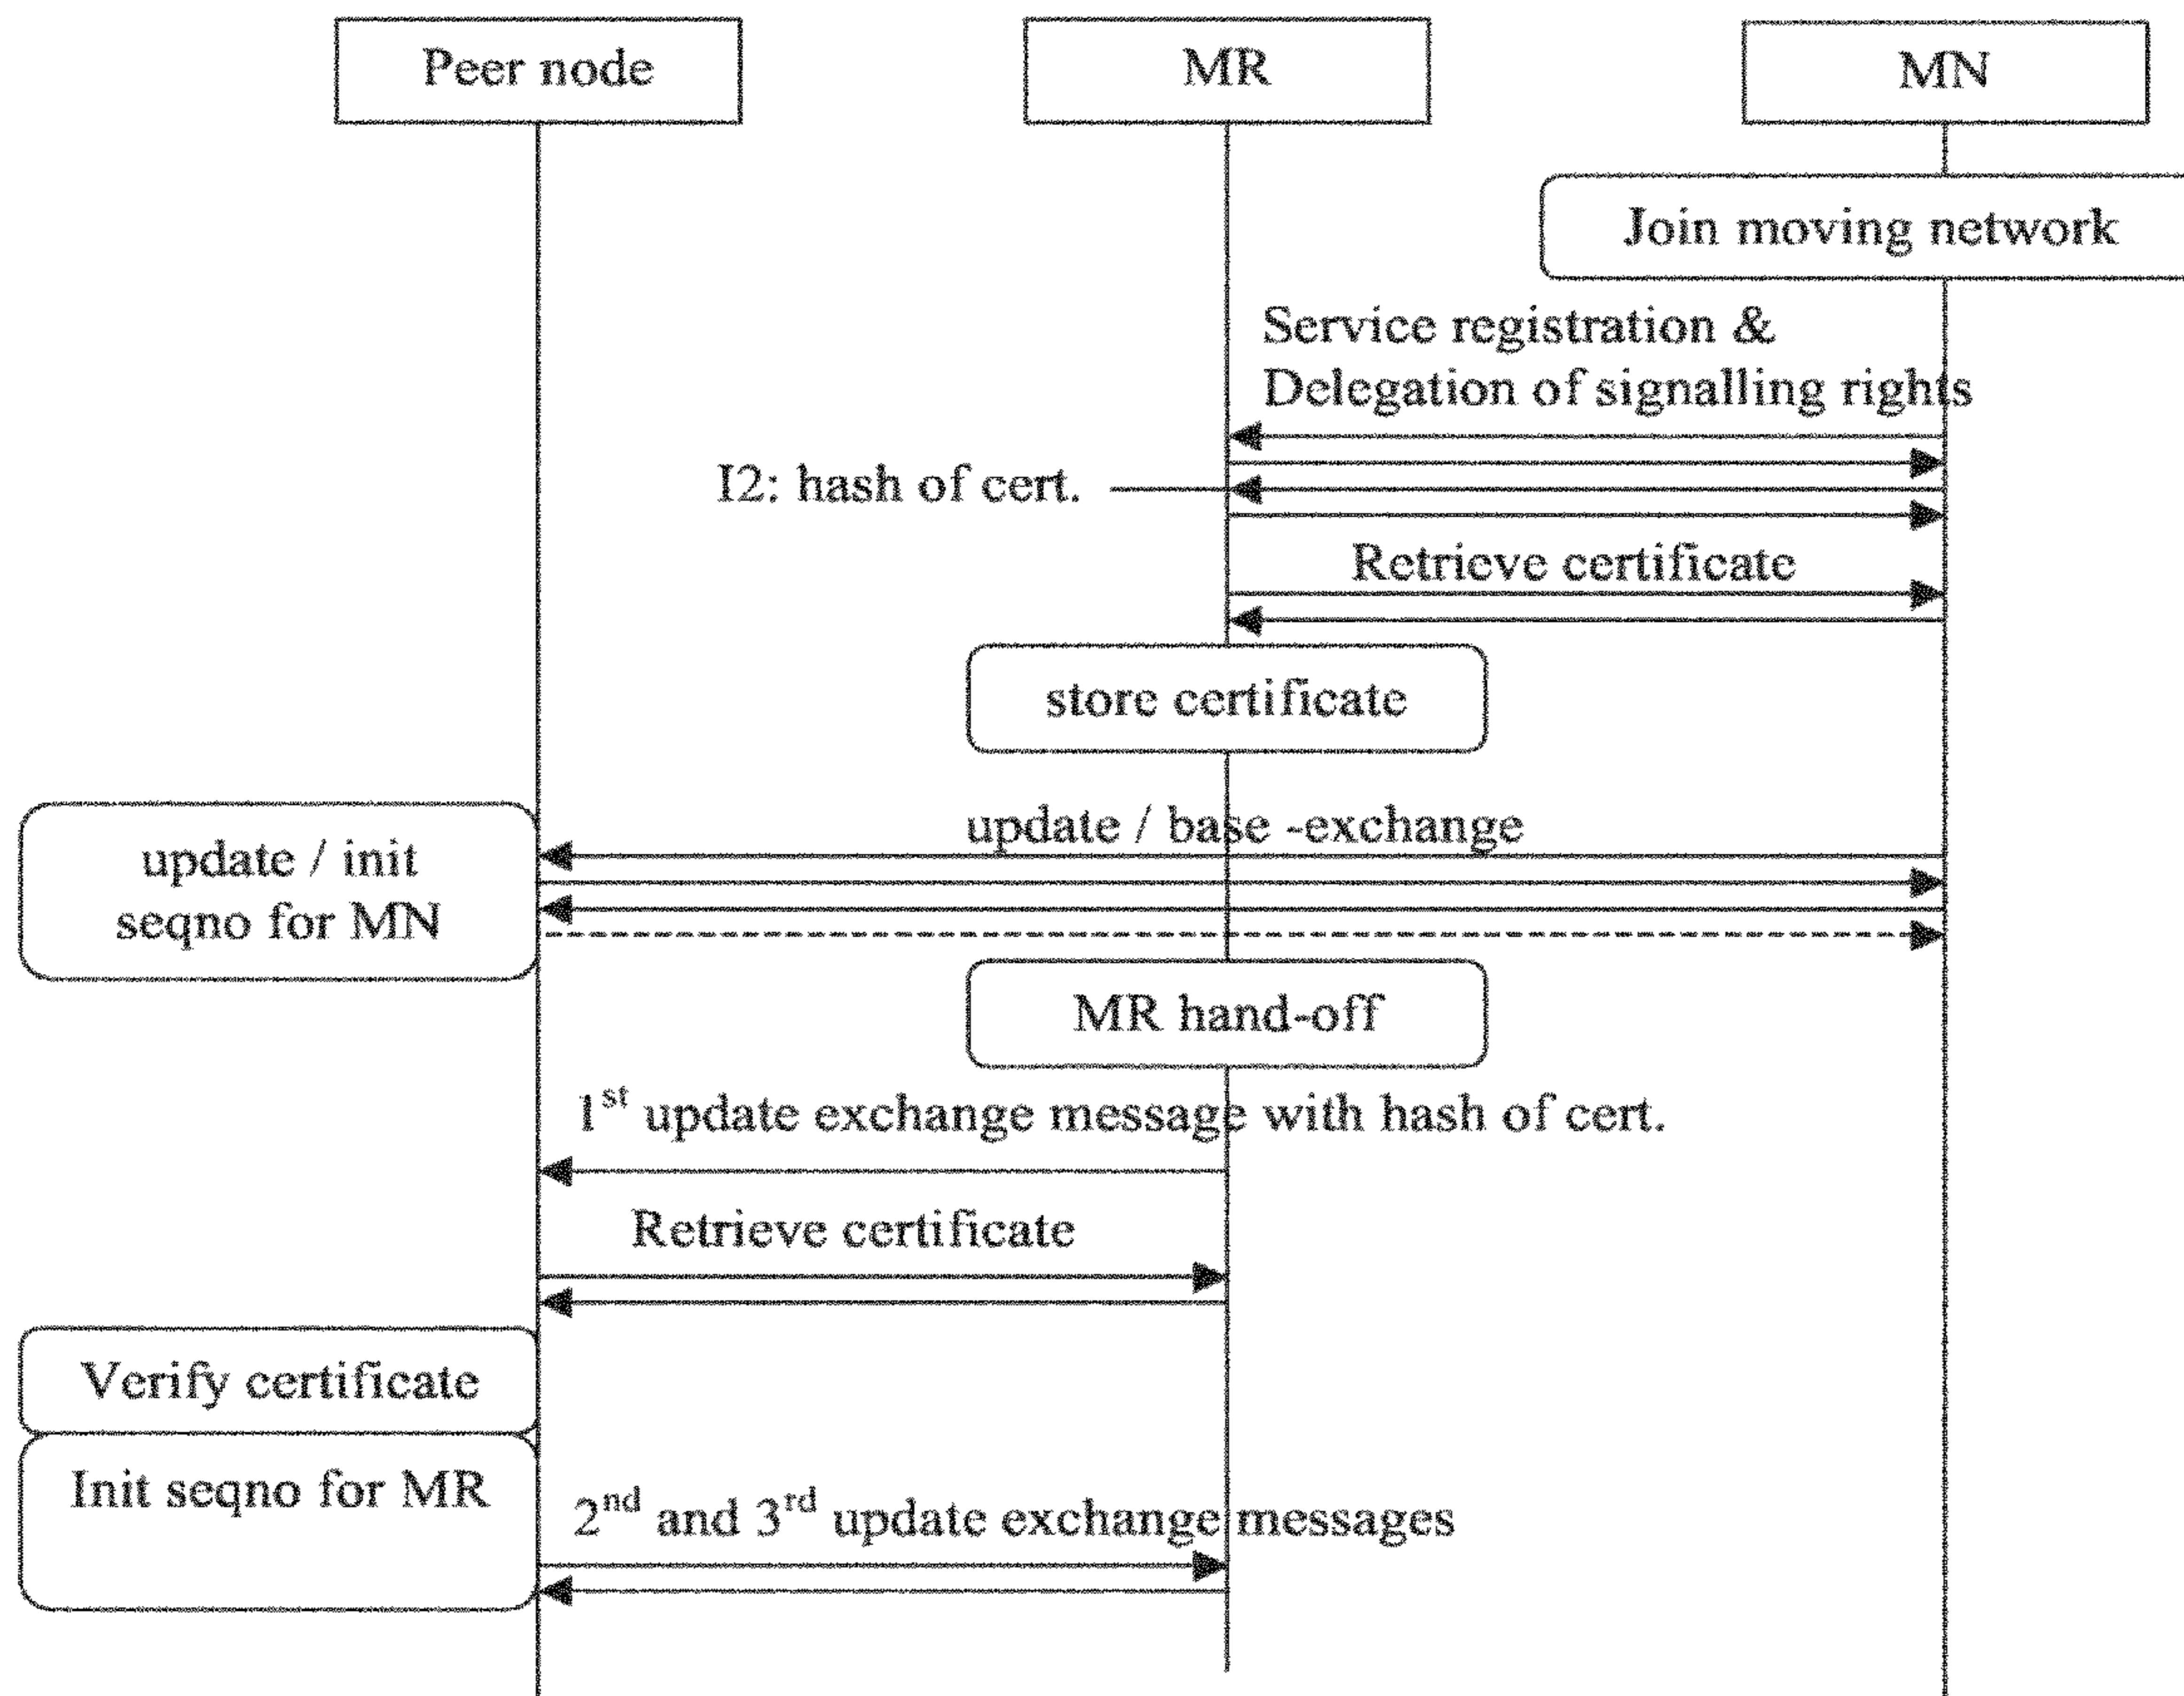 Peer node
MR
MN
Join moving network
Service registration &
Delegation of signalling rights
I2: hash of cert.
Retrieve certificate
store certificate
update / base -exchange
update / init
seqno for MN
MR hand-off
1st update exchange message with hash of cert.
Retrieve certificate
Verify certificate
Init seqno for MR
2nd and 3rd update exchange messages